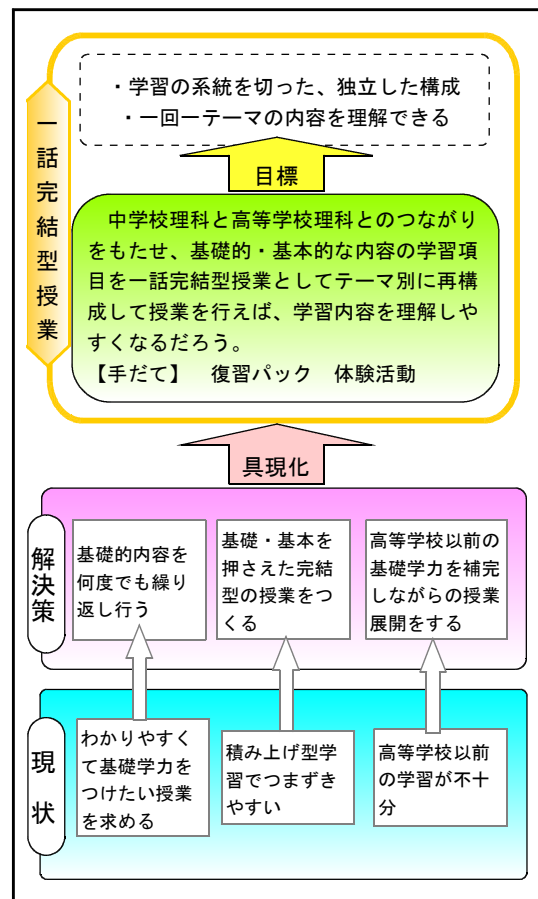 一話完結型授業
・学習の系統を切った、独立した構成
・一回一テーマの内容を理解できる
目標
中学校理科と高等学校理科とのつながり
をもたせ、基礎的・基本的な内容の学習項
目を一話完結型授業としてテーマ別に再構
成して授業を行えば、学習内容を理解しや
すくなるだろう。
【手だて】　復習パック　体験活動
具現化
解決策
基礎的内容を
何度でも繰り
返し行う
基礎・基本を
押さえた完結
型の授業をつ
くる
高等学校以前の
基礎学力を補完
しながらの授業
展開をする
現状
わかりやすく
て基礎学力を
つけたい授業
を求める
積み上げ型学
習でつまずき
やすい
高等学校以前
の学習が不十
分